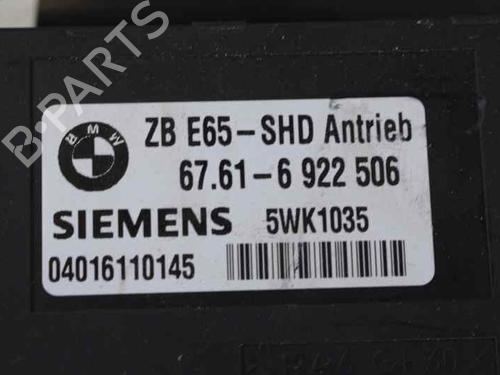 BMW
ZB E65-SHD Antrieb
67.61-6 922 506
SIEMENS 5WK1035
04016110145
B-PARTS